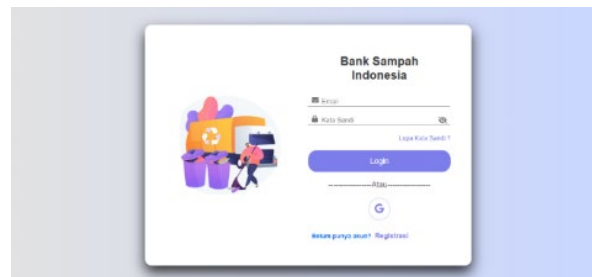 Bank Sampah
Indonesia
Email
Kata Sandi
Lupa Kata Sandi ?
Login
-----------------Atau-----------------
G
Belum punya akun? Registrasi